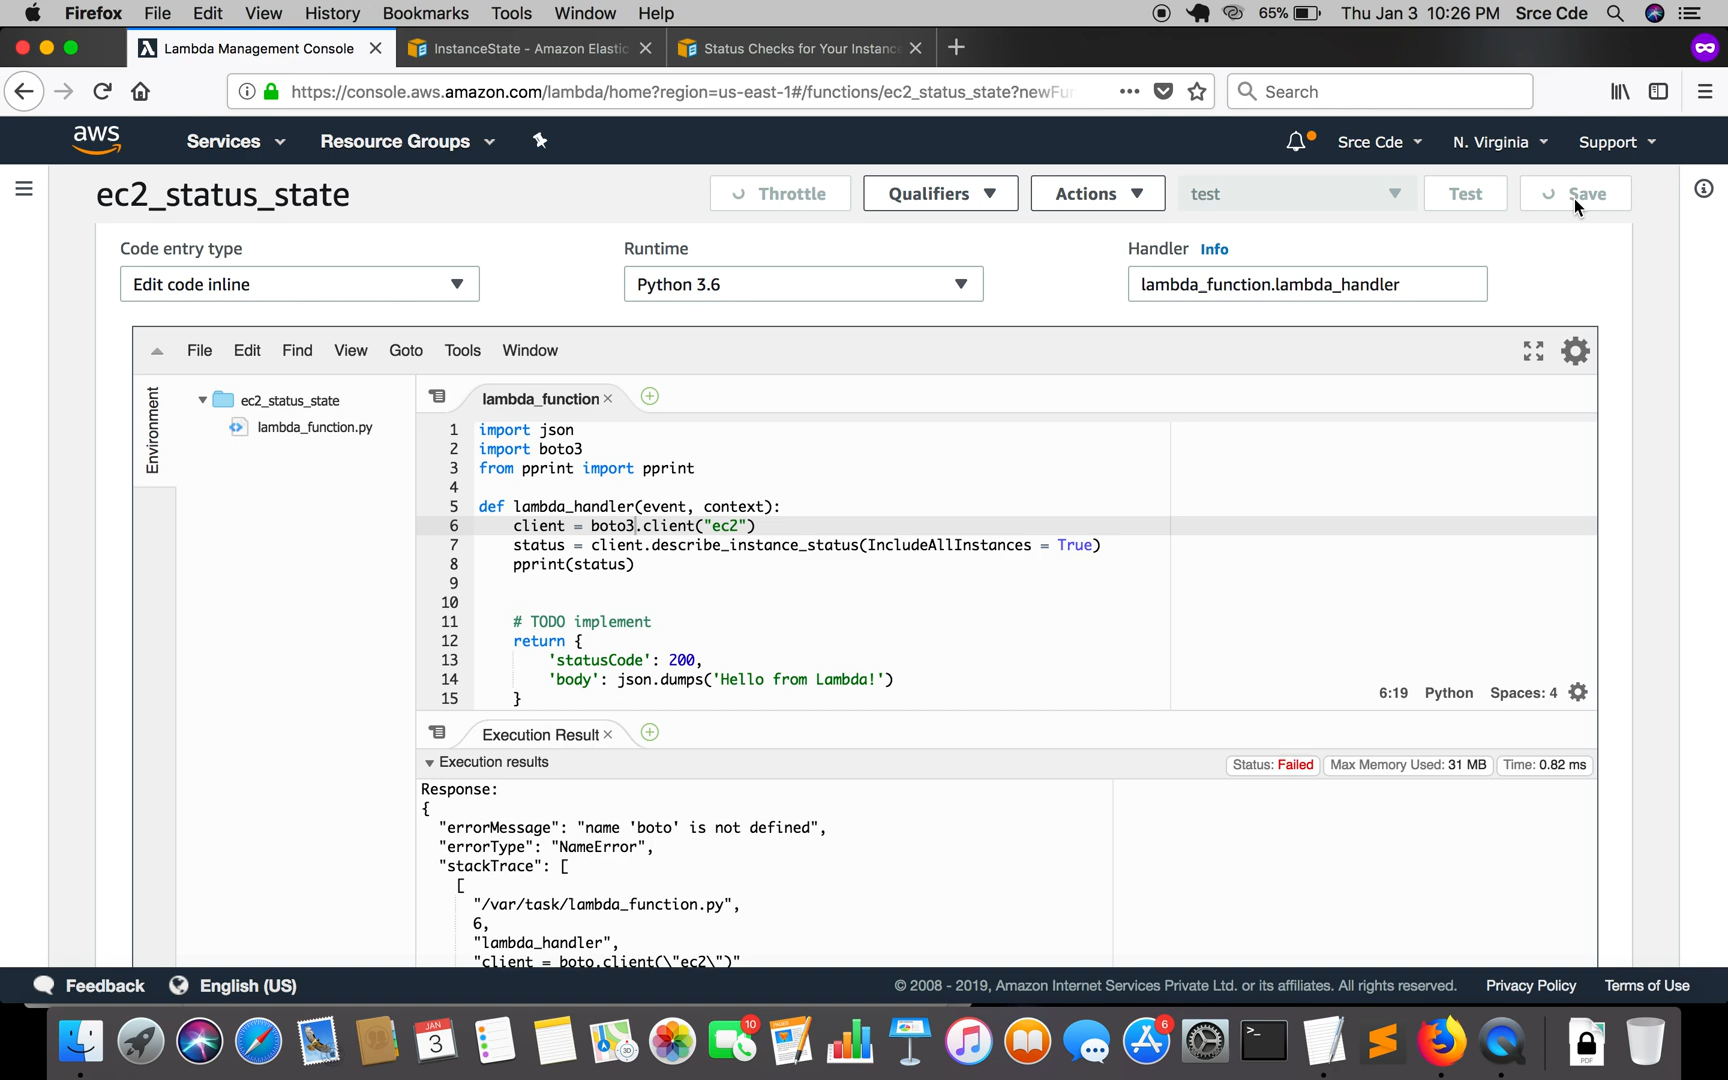 Firefox File Edit View History Bookmarks Tools Window Help 65% Thu Jan 3 10:26 PM Srce Cde
Lambda Management Console InstanceState - Amazon Elastic Status Checks for Your Instance
https://console.aws.amazon.com/lambda/home?region=us-east-1#/functions/ec2_status_state?newFun Search
aws Services Resource Groups Srce Cde N. Virginia Support
ec2_status_state Throttle Qualifiers Actions test Test Save
Code entry type Runtime Handler Info
Edit code inline Python 3.6 lambda_function.lambda_handler
File Edit Find View Goto Tools Window
Environment
ec2_status_state
lambda_function.py
lambda_function
1 import json
2 import boto3
3 from pprint import pprint
4
5 def lambda_handler(event, context):
6 client = boto3.client("ec2")
7 status = client.describe_instance_status(IncludeAllInstances = True)
8 pprint(status)
9
10
11 # TODO implement
12 return {
13 'statusCode': 200,
14 'body': json.dumps('Hello from Lambda!')
15 }
6:19 Python Spaces: 4
Execution Result
Execution results Status: Failed Max Memory Used: 31 MB Time: 0.82 ms
Response:
{
"errorMessage": "name 'boto' is not defined",
"errorType": "NameError",
"stackTrace": [
[
"/var/task/lambda_function.py",
6,
"lambda_handler",
"client = boto.client(\"ec2\")"
Feedback English (US) © 2008 - 2019, Amazon Internet Services Private Ltd. or its affiliates. All rights reserved. Privacy Policy Terms of Use
JAN
3
10
3D
6
>_
PDF